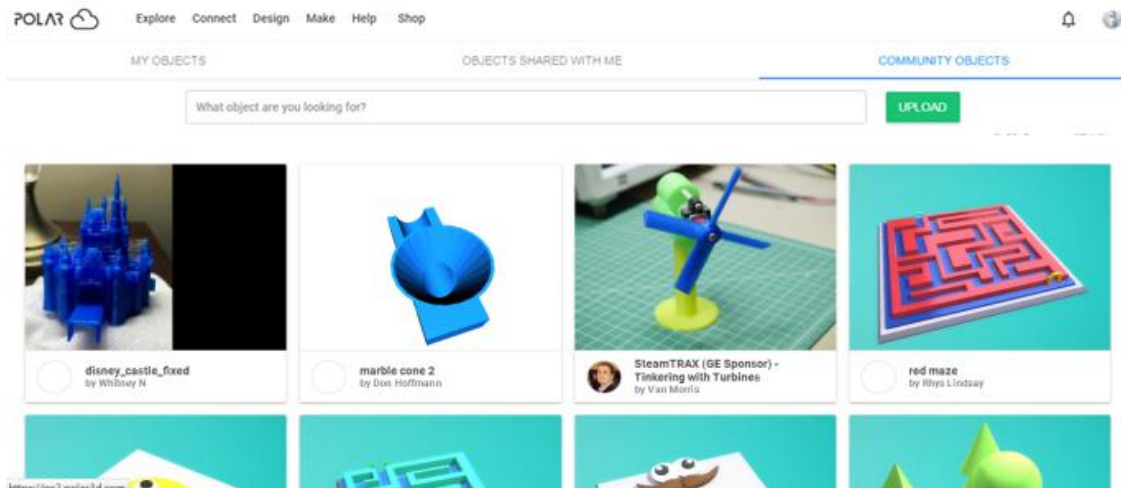 POLAR
Explore Connect Design Make Help Shop
MY OBJECTS OBJECTS SHARED WITH ME COMMUNITY OBJECTS
What object are you looking for? UPLOAD
disney_castle_fixed
by Whitney N
marble cone 2
by Don Hoffmann
SteamTRAX (GE Sponsor) -
Tinkering with Turbines
by Van Morris
red maze
by Rhys Lindsay